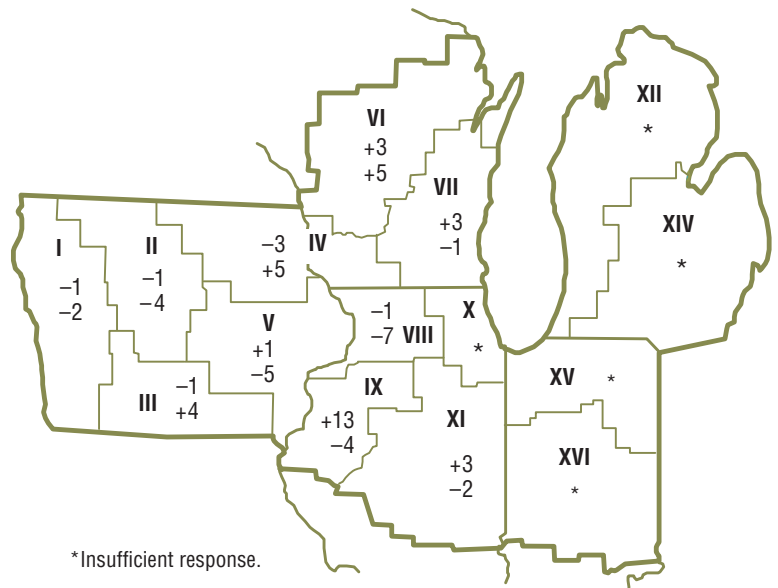 XII
*
VI
+3
+5
VII
+3
−1
XIV
*
I
−1
−2
II
−1
−4
−3
+5
IV
V
+1
−5
−1
−7
VIII
X
*
III
−1
+4
IX
+13
−4
XI
+3
−2
XV
*
XVI
*
*Insufficient response.